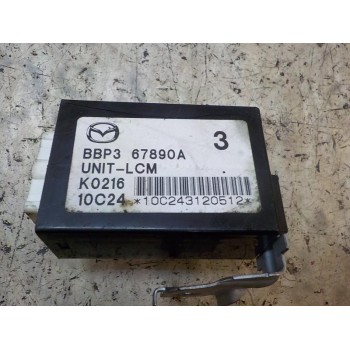 3
BBP3 67890A
UNIT-LCM
K0216
10C24 *10C243120512*